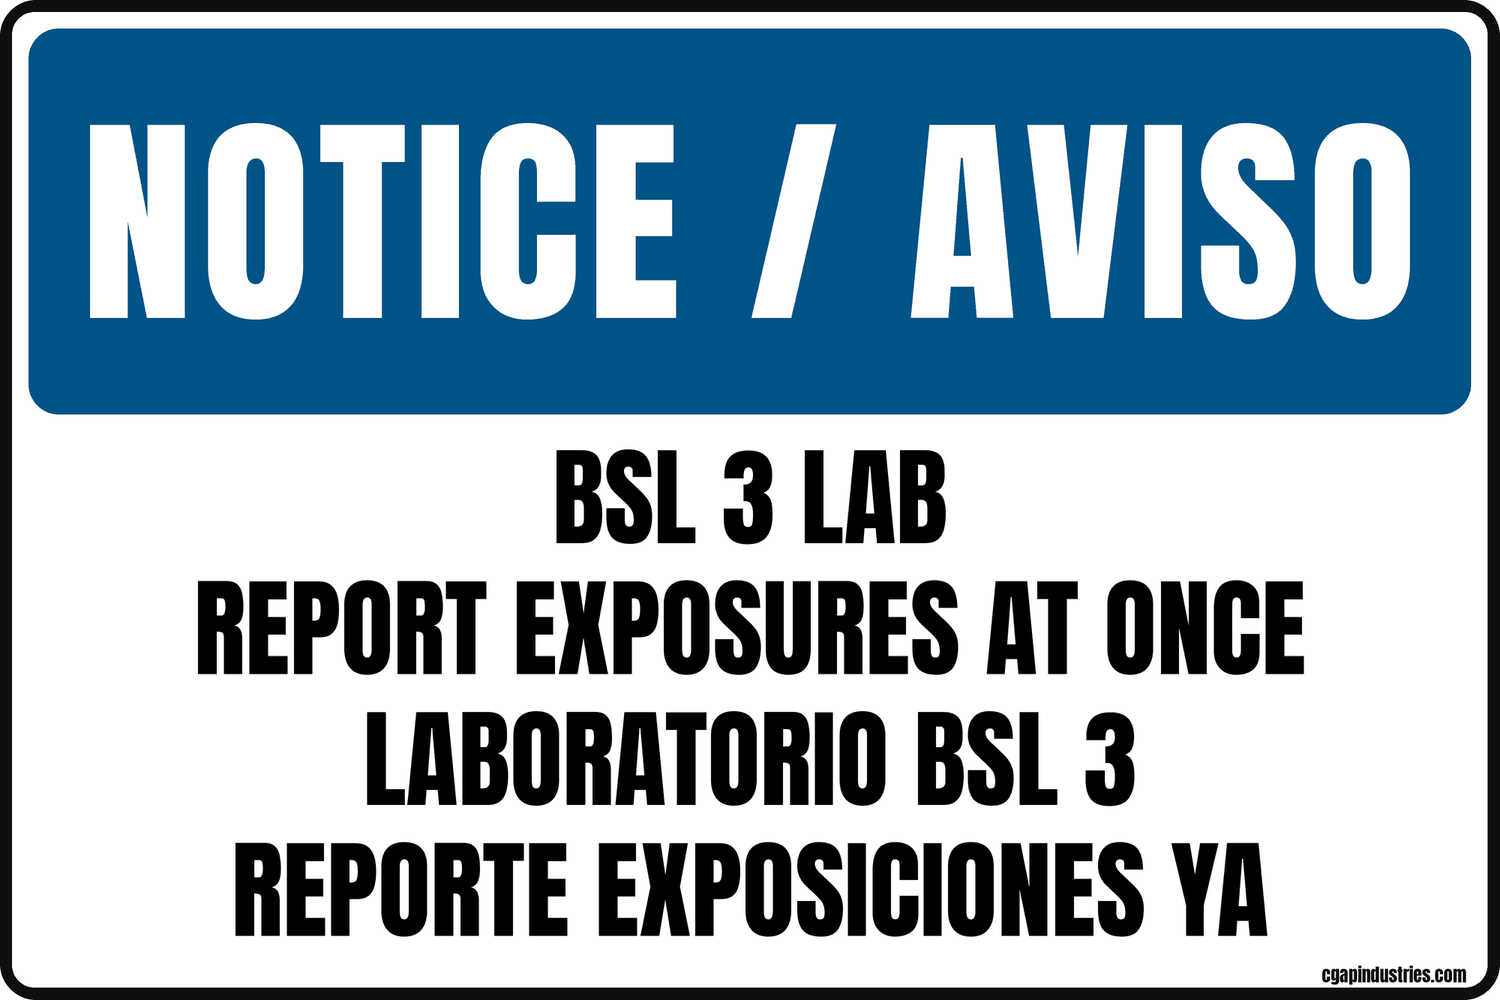 NOTICE / AVISO
BSL 3 LAB
REPORT EXPOSURES AT ONCE
LABORATORIO BSL 3
REPORTE EXPOSICIONES YA
cgapindustries.com